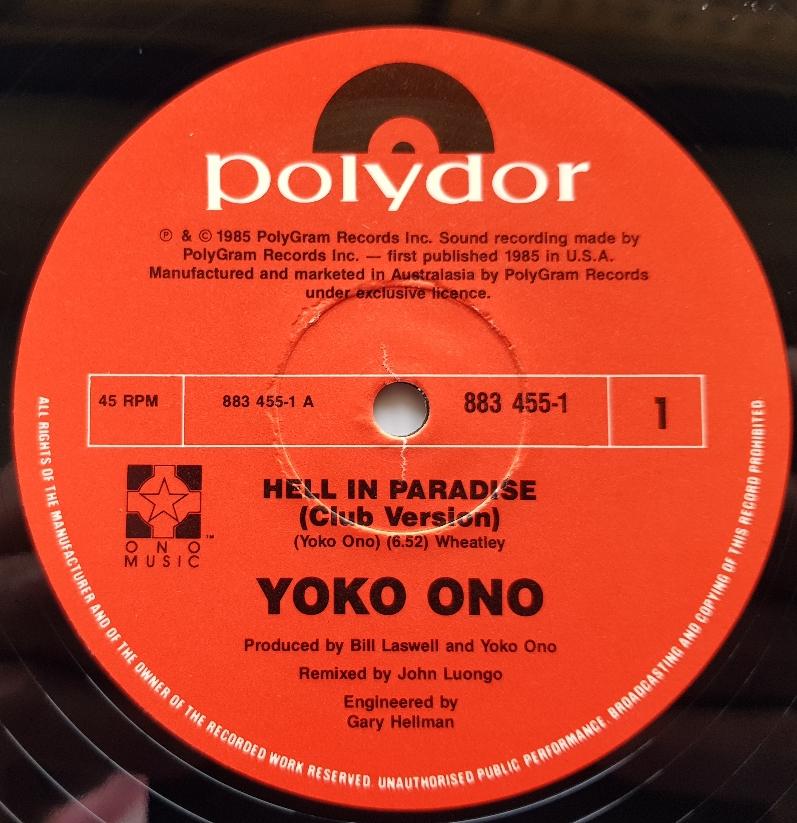 polydor
℗ & © 1985 PolyGram Records Inc. Sound recording made by
PolyGram Records Inc. — first published 1985 in U.S.A.
Manufactured and marketed in Australasia by PolyGram Records
under exclusive licence.
45 RPM
883 455-1 A
883 455-1
1
ONO™
MUSIC
HELL IN PARADISE
(Club Version)
(Yoko Ono) (6.52) Wheatley
YOKO ONO
Produced by Bill Laswell and Yoko Ono
Remixed by John Luongo
Engineered by
Gary Hellman
ALL RIGHTS OF THE MANUFACTURER AND OF THE OWNER OF THE RECORDED WORK RESERVED. UNAUTHORISED PUBLIC PERFORMANCE, BROADCASTING AND COPYING OF THIS RECORD PROHIBITED